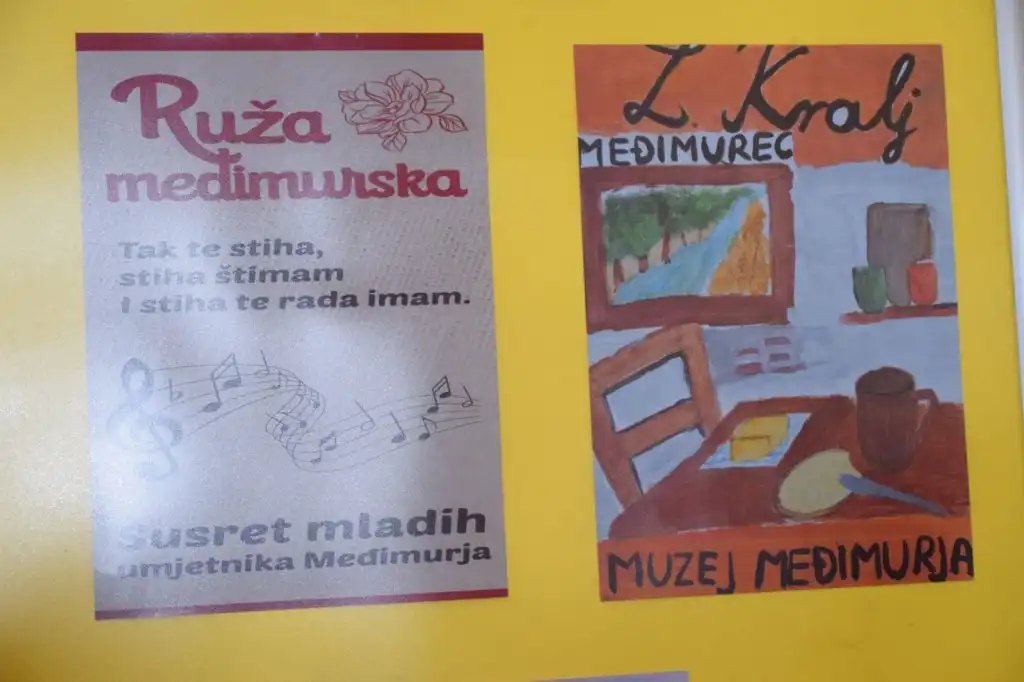 Ruža
međimurska
Tak te stiha,
stiha štimam
I stiha te rada imam.
Susret mladih
umjetnika Međimurja
L. Kralj
MEĐIMUREC
MUZEJ MEĐIMURJA